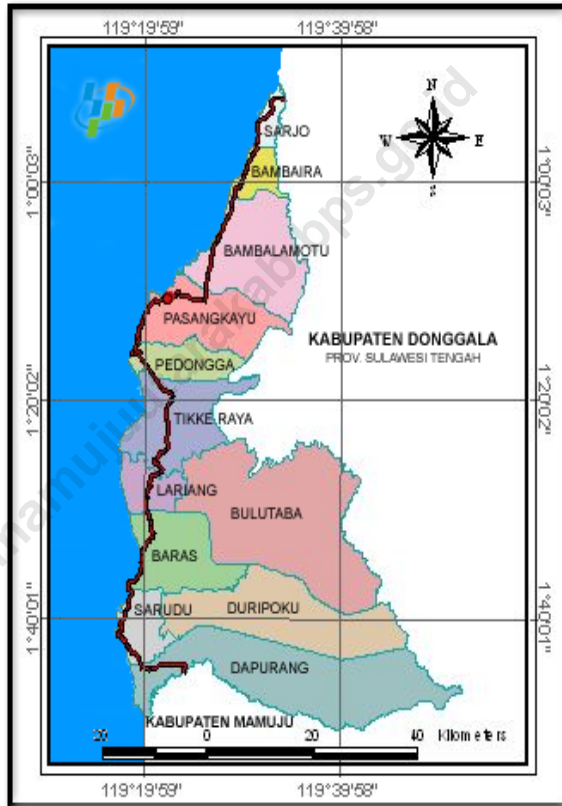 119°19'59" 119°39'58"
N
W E
S
SARJO
1°00'03" BAMBAIRA 1°00'03"
BAMBALAMOTU
PASANGKAYU
KABUPATEN DONGGALA
PROV. SULAWESI TENGAH
PEDONGGA
1°20'02" TIKKE RAYA 1°20'02"
LARIANG
BULUTABA
BARAS
SARUDU DURIPOKU
1°40'01" 1°40'01"
DAPURANG
KABUPATEN MAMUJU
20 0 20 40 Kilometers
119°19'59" 119°39'58"